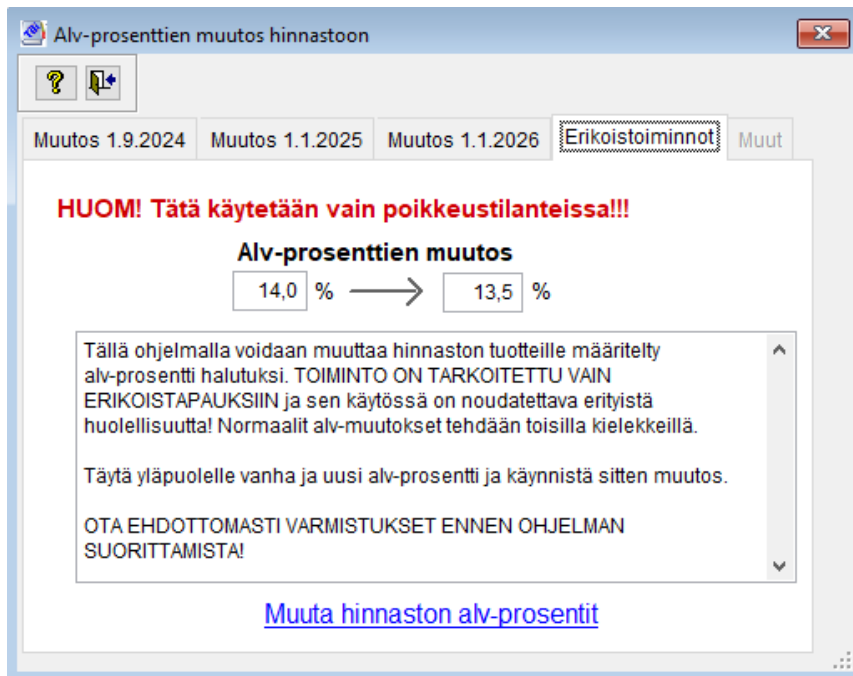 Alv-prosenttien muutos hinnastoon
Muutos 1.9.2024 Muutos 1.1.2025 Muutos 1.1.2026 Erikoistoiminnot Muut
HUOM! Tätä käytetään vain poikkeustilanteissa!!!
Alv-prosenttien muutos
14,0 % 13,5 %
Tällä ohjelmalla voidaan muuttaa hinnaston tuotteille määritelty
alv-prosentti halutuksi. TOIMINTO ON TARKOITETTU VAIN
ERIKOISTAPAUKSIIN ja sen käytössä on noudatettava erityistä
huolellisuutta! Normaalit alv-muutokset tehdään toisilla kielekkeillä.
Täytä yläpuolelle vanha ja uusi alv-prosentti ja käynnistä sitten muutos.
OTA EHDOTTOMASTI VARMISTUKSET ENNEN OHJELMAN
SUORITTAMISTA!
Muuta hinnaston alv-prosentit